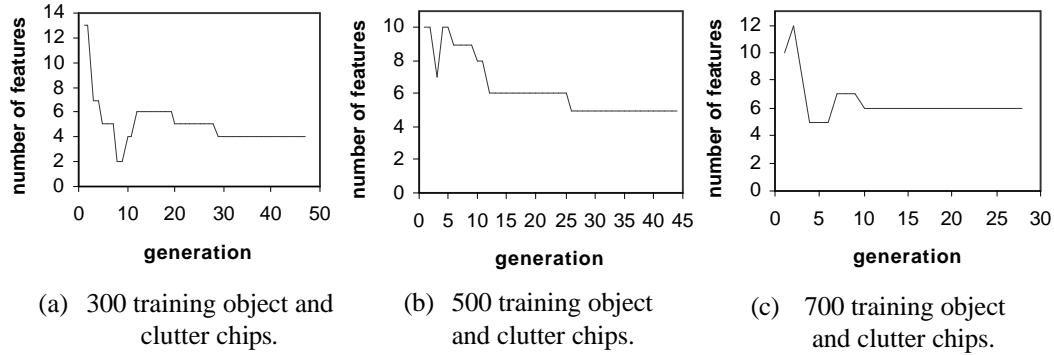 number of features
14
12
10
8
6
4
2
0
0 10 20 30 40 50
generation
(a) 300 training object and
clutter chips.
number of features
10
8
6
4
2
0
0 5 10 15 20 25 30 35 40 45
generation
(b) 500 training object
and clutter chips.
number of features
12
10
8
6
4
2
0
0 5 10 15 20 25 30
generation
(c) 700 training object
and clutter chips.